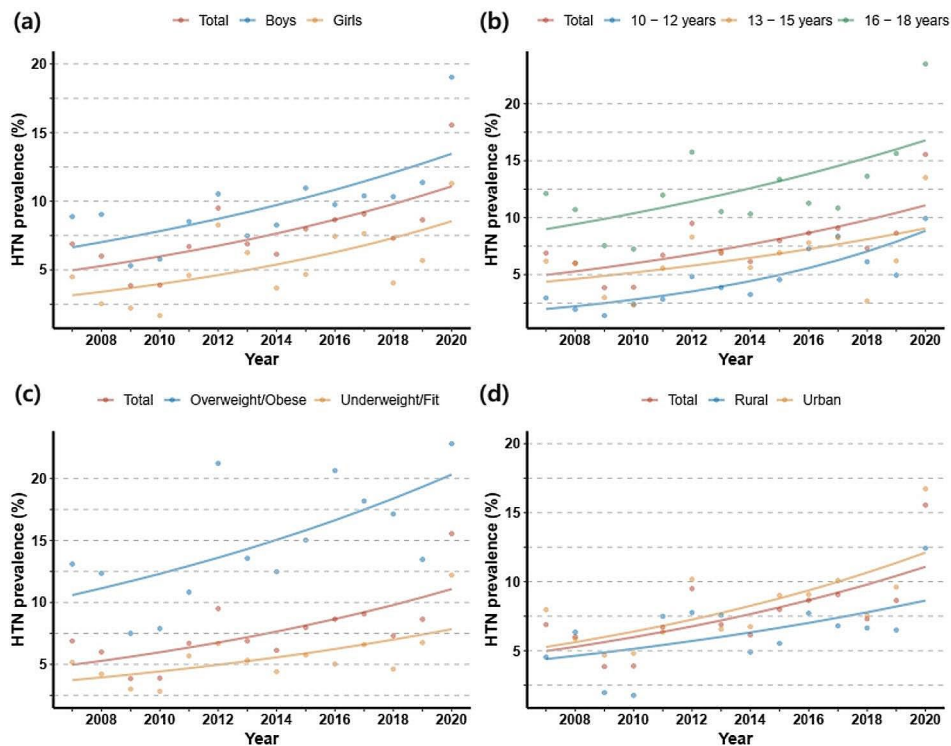 (a)
Total Boys Girls
HTN prevalence (%)
20
15
10
5
2008 2010 2012 2014 2016 2018 2020
Year
(b)
Total 10 – 12 years 13 – 15 years 16 – 18 years
HTN prevalence (%)
20
15
10
5
2008 2010 2012 2014 2016 2018 2020
Year
(c)
Total Overweight/Obese Underweight/Fit
HTN prevalence (%)
20
15
10
5
2008 2010 2012 2014 2016 2018 2020
Year
(d)
Total Rural Urban
HTN prevalence (%)
20
15
10
5
2008 2010 2012 2014 2016 2018 2020
Year